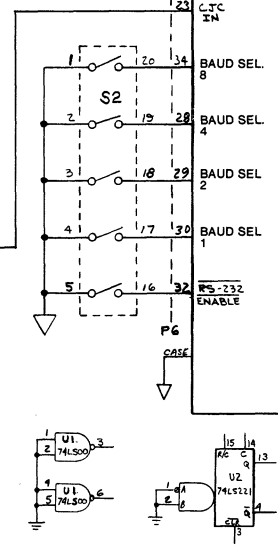 23 CJC
IN
1 20 34 BAUD SEL.
8
S2
2 19 28 BAUD SEL.
4
3 18 29 BAUD SEL
2
4 17 30 BAUD SEL
1
5 16 32 RS-232
ENABLE
P6
CASE
1 U1. 3
2 74LS00
4 U1. 6
5 74LS00
15 14
R/C C
Q 13
1 A U2
2 B 74LS221
Q 4
CLR
3